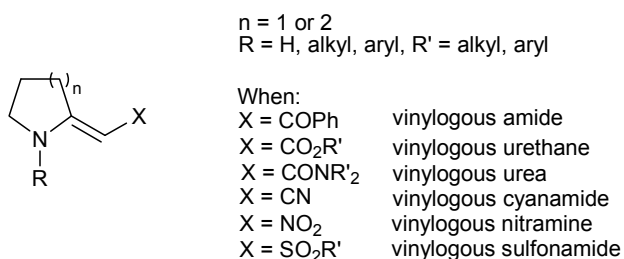 n = 1 or 2
R = H, alkyl, aryl, R' = alkyl, aryl
( )n
X
N
R
When:
X = COPh vinylogous amide
X = CO₂R' vinylogous urethane
X = CONR'₂ vinylogous urea
X = CN vinylogous cyanamide
X = NO₂ vinylogous nitramine
X = SO₂R' vinylogous sulfonamide